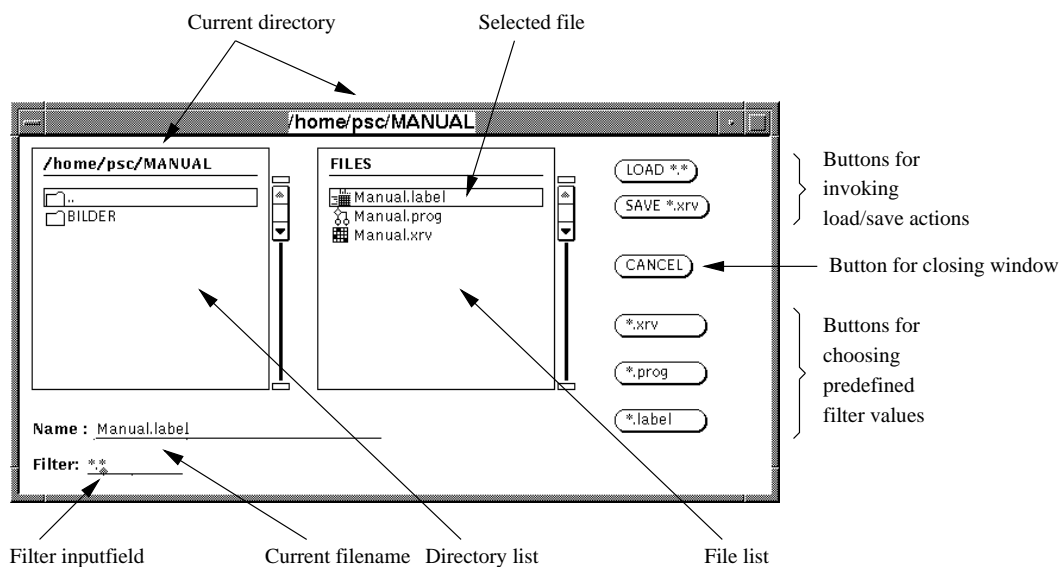 Current directory
Selected file
/home/psc/MANUAL
/home/psc/MANUAL
..
BILDER
FILES
Manual.label
Manual.prog
Manual.xrv
LOAD *.*
SAVE *.xrv
CANCEL
*.xrv
*.prog
*.label
Buttons for
invoking
load/save actions
Button for closing window
Buttons for
choosing
predefined
filter values
Name : Manual.label
Filter: *.*
Filter inputfield
Current filename
Directory list
File list